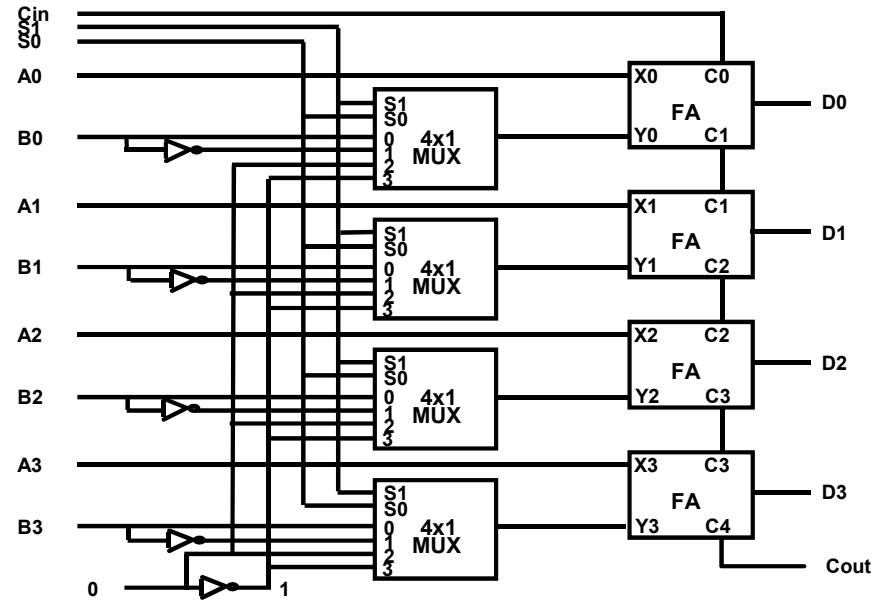 Cin
S1
S0
A0
X0 C0
D0
S1
S0
FA
B0
0
4x1
Y0 C1
1
MUX
2
3
A1
X1 C1
D1
S1
S0
FA
B1
0
4x1
Y1 C2
1
MUX
2
3
A2
X2 C2
D2
S1
S0
FA
B2
0
4x1
Y2 C3
1
MUX
2
3
A3
X3 C3
D3
S1
S0
FA
B3
0
4x1
Y3 C4
1
MUX
2
3
Cout
0
1